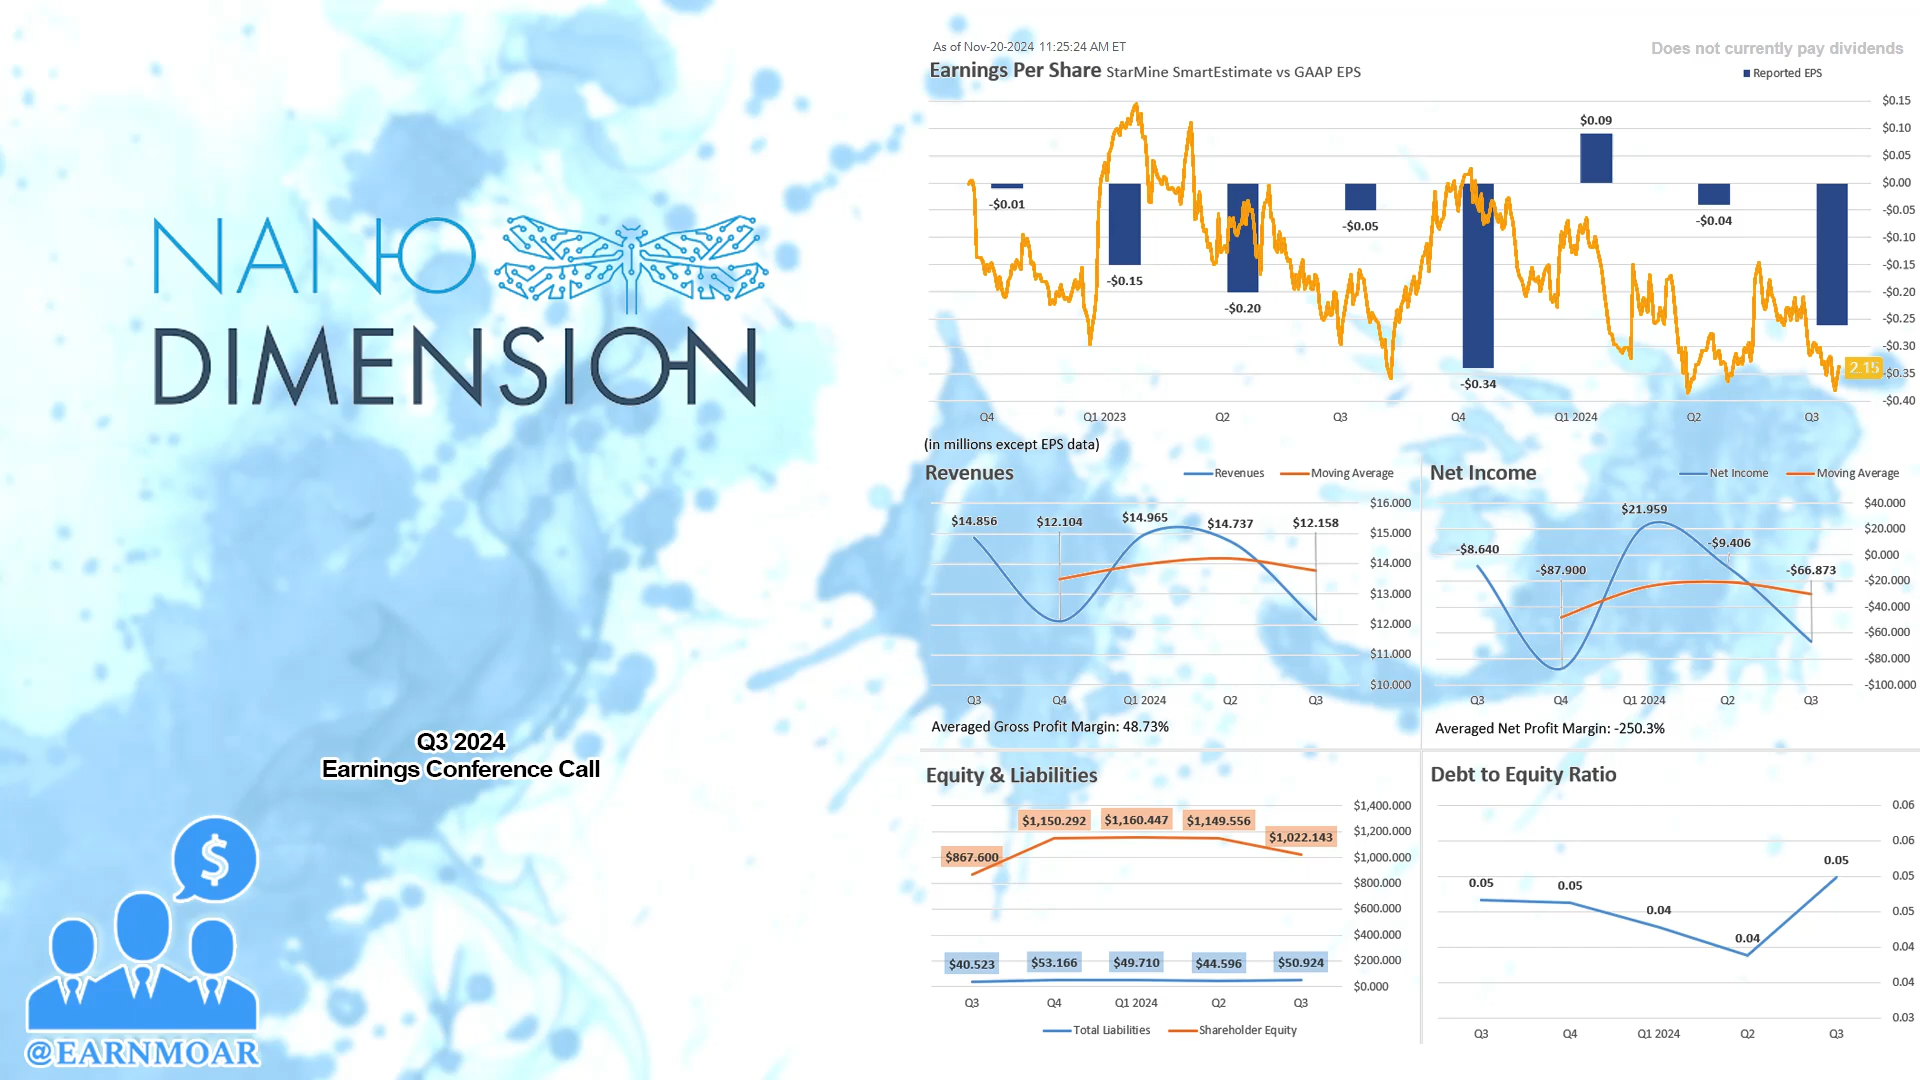 NANO
DIMENSION
Q3 2024
Earnings Conference Call
$
@EARNMOAR
As of Nov-20-2024 11:25:24 AM ET
Does not currently pay dividends
Earnings Per Share StarMine SmartEstimate vs GAAP EPS
Reported EPS
$0.15
$0.10
$0.05
$0.00
-$0.05
-$0.10
-$0.15
-$0.20
-$0.25
-$0.30
-$0.35
-$0.40
-$0.01
-$0.15
-$0.20
-$0.05
-$0.34
$0.09
-$0.04
2.15
Q4 Q1 2023 Q2 Q3 Q4 Q1 2024 Q2 Q3
(in millions except EPS data)
Revenues
Revenues Moving Average
$16.000
$15.000
$14.000
$13.000
$12.000
$11.000
$10.000
$14.856 $12.104 $14.965 $14.737 $12.158
Q3 Q4 Q1 2024 Q2 Q3
Averaged Gross Profit Margin: 48.73%
Net Income
Net Income Moving Average
$40.000
$20.000
$0.000
-$20.000
-$40.000
-$60.000
-$80.000
-$100.000
-$8.640 -$87.900 $21.959 -$9.406 -$66.873
Q3 Q4 Q1 2024 Q2 Q3
Averaged Net Profit Margin: -250.3%
Equity & Liabilities
$1,400.000
$1,200.000
$1,000.000
$800.000
$600.000
$400.000
$200.000
$0.000
$867.600 $1,150.292 $1,160.447 $1,149.556 $1,022.143
$40.523 $53.166 $49.710 $44.596 $50.924
Q3 Q4 Q1 2024 Q2 Q3
Total Liabilities Shareholder Equity
Debt to Equity Ratio
0.06
0.06
0.05
0.05
0.04
0.04
0.03
0.05 0.05 0.04 0.04 0.05
Q3 Q4 Q1 2024 Q2 Q3